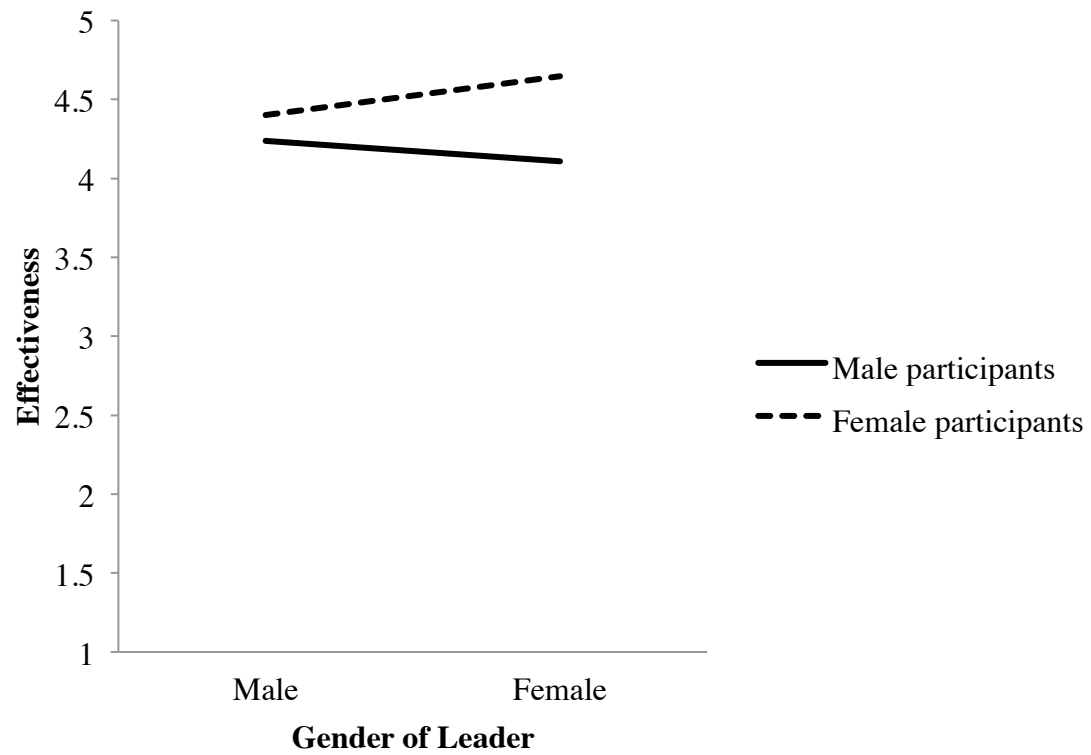 5
4.5
4
3.5
3
2.5
2
1.5
1
Effectiveness
Male participants
Female participants
Male Female
Gender of Leader